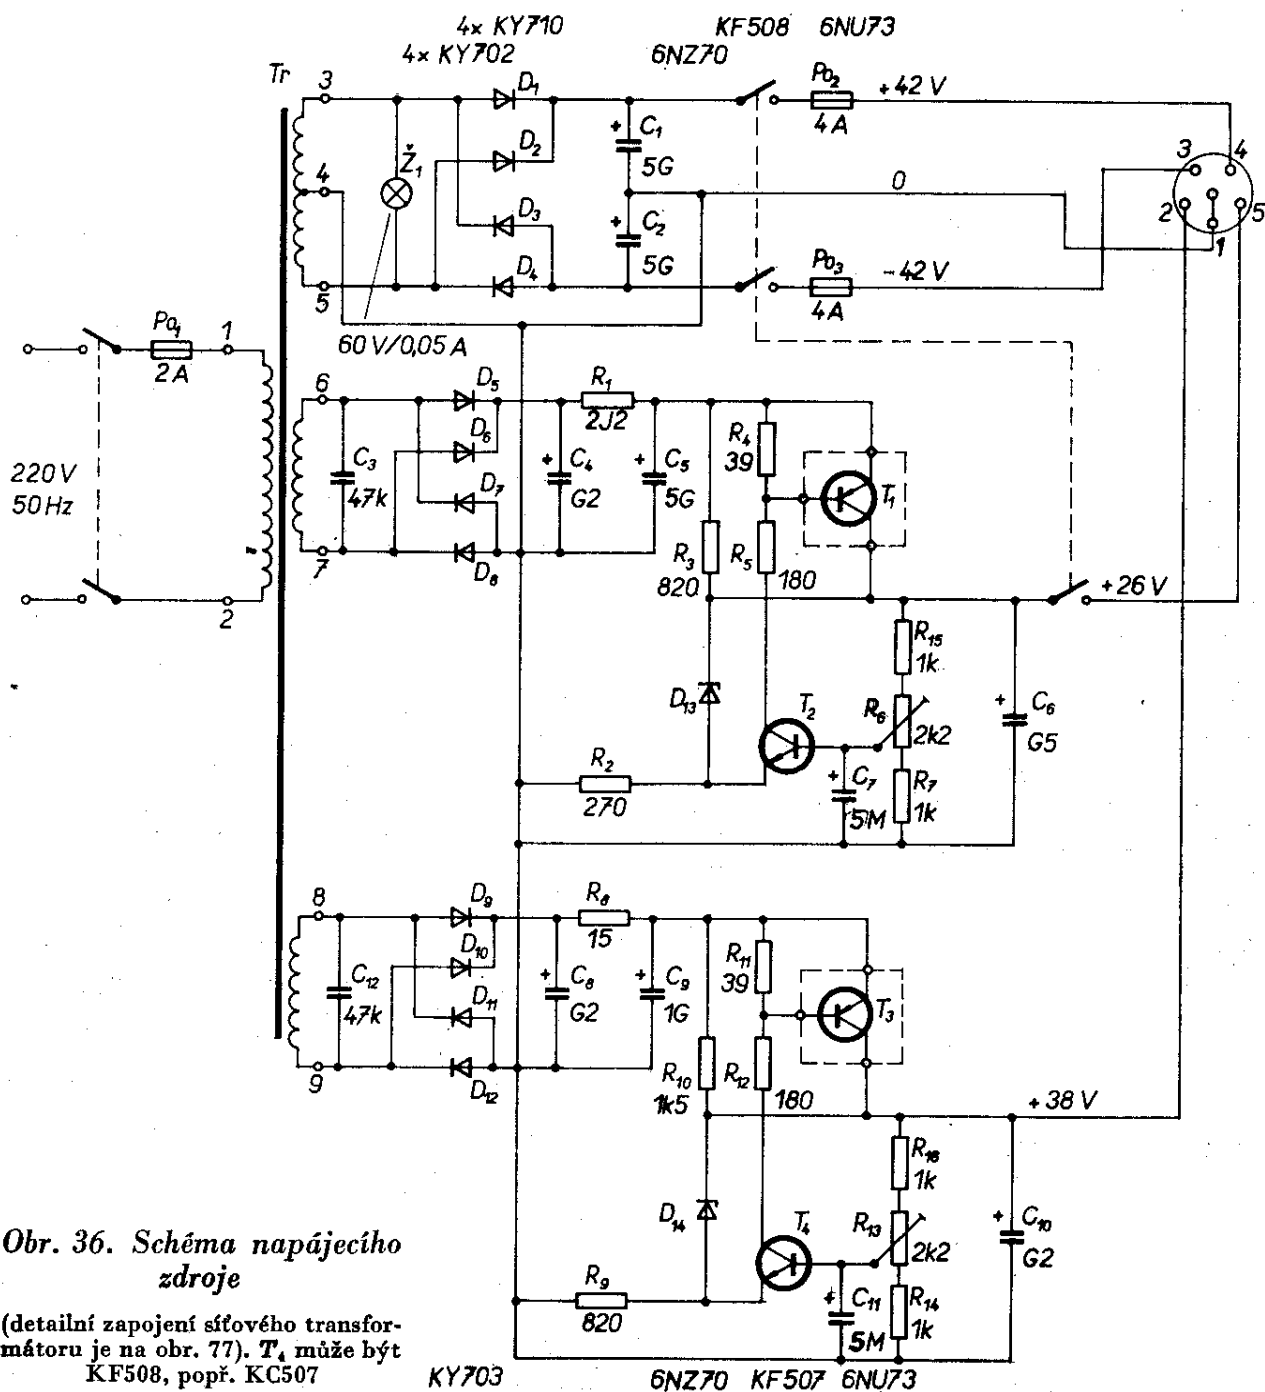 4x KY710 KF508 6NU73
4x KY702 6NZ70
Tr 3 D₁ Po₂ +42 V
4A
C₁
5G
Ž₁
D₂
3 4
4 0
2 5
1
D₃
C₂
5G
D₄ Po₃ -42 V
5 4A
60 V/0,05 A
Po₁ 1
2A
6 D₅ R₁
2J2
D₆
R₄
39
220 V
50 Hz
C₃
47k
D₇
C₄
G2
C₅
5G
T₁
7 D₈
R₃
820
R₅
180
2
+26 V
R₁₅
1k
D₁₃ T₂ R₆
2k2
C₆
G5
R₂
270
C₇
5M
R₇
1k
8 D₉ R₈
15
D₁₀
R₁₁
39
C₁₂
47k
D₁₁
C₈
G2
C₉
1G
T₃
9 D₁₂
R₁₀
1k5
R₁₂
180
+38 V
R₁₆
1k
D₁₄ T₄ R₁₃
2k2
C₁₀
G2
R₉
820
C₁₁
5M
R₁₄
1k
Obr. 36. Schéma napájecího
zdroje
(detailní zapojení síťového transfor-
mátoru je na obr. 77). T₄ může být
KF508, popř. KC507
KY703 6NZ70 KF507 6NU73